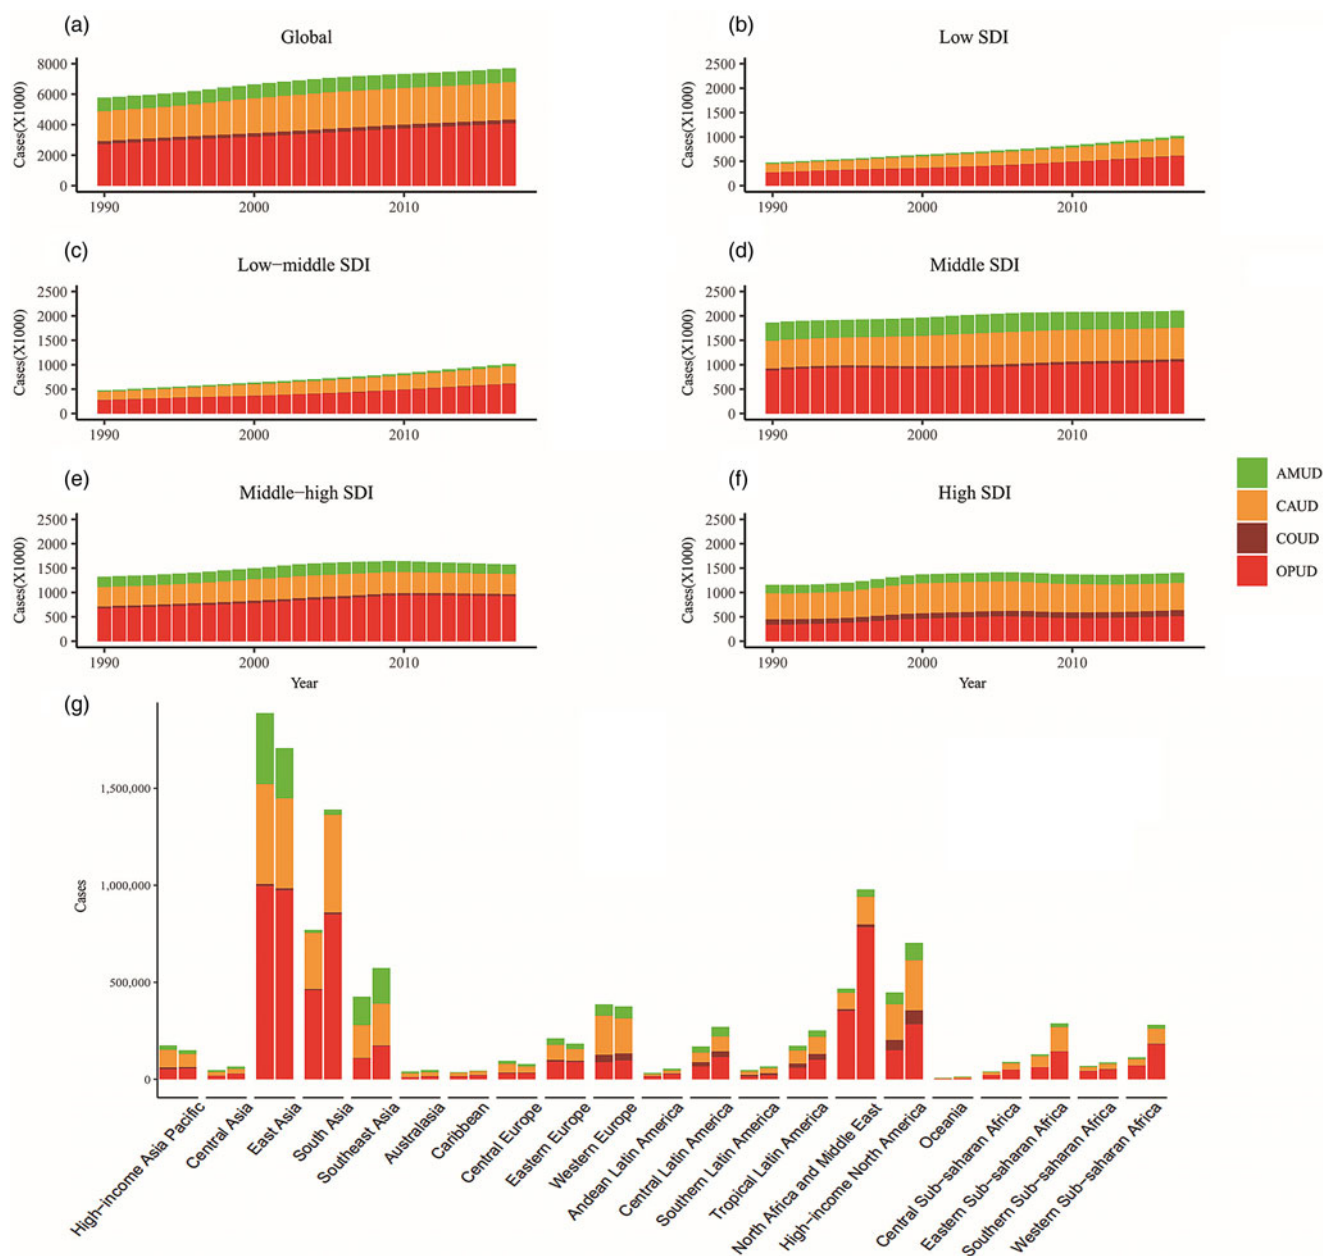 (a)
Global
Cases(X1000)
8000
6000
4000
2000
0
1990
2000
2010
(b)
Low SDI
Cases(X1000)
2500
2000
1500
1000
500
0
1990
2000
2010
(c)
Low−middle SDI
Cases(X1000)
2500
2000
1500
1000
500
0
1990
2000
2010
(d)
Middle SDI
Cases(X1000)
2500
2000
1500
1000
500
0
1990
2000
2010
(e)
Middle−high SDI
Cases(X1000)
2500
2000
1500
1000
500
0
1990
2000
2010
Year
(f)
High SDI
Cases(X1000)
2500
2000
1500
1000
500
0
1990
2000
2010
Year
AMUD
CAUD
COUD
OPUD
(g)
Cases
1,500,000
1,000,000
500,000
0
High−income Asia Pacific
Central Asia
East Asia
South Asia
Southeast Asia
Australasia
Caribbean
Central Europe
Eastern Europe
Western Europe
Andean Latin America
Central Latin America
Southern Latin America
Tropical Latin America
North Africa and Middle East
High−income North America
Oceania
Central Sub−saharan Africa
Eastern Sub−saharan Africa
Southern Sub−saharan Africa
Western Sub−saharan Africa